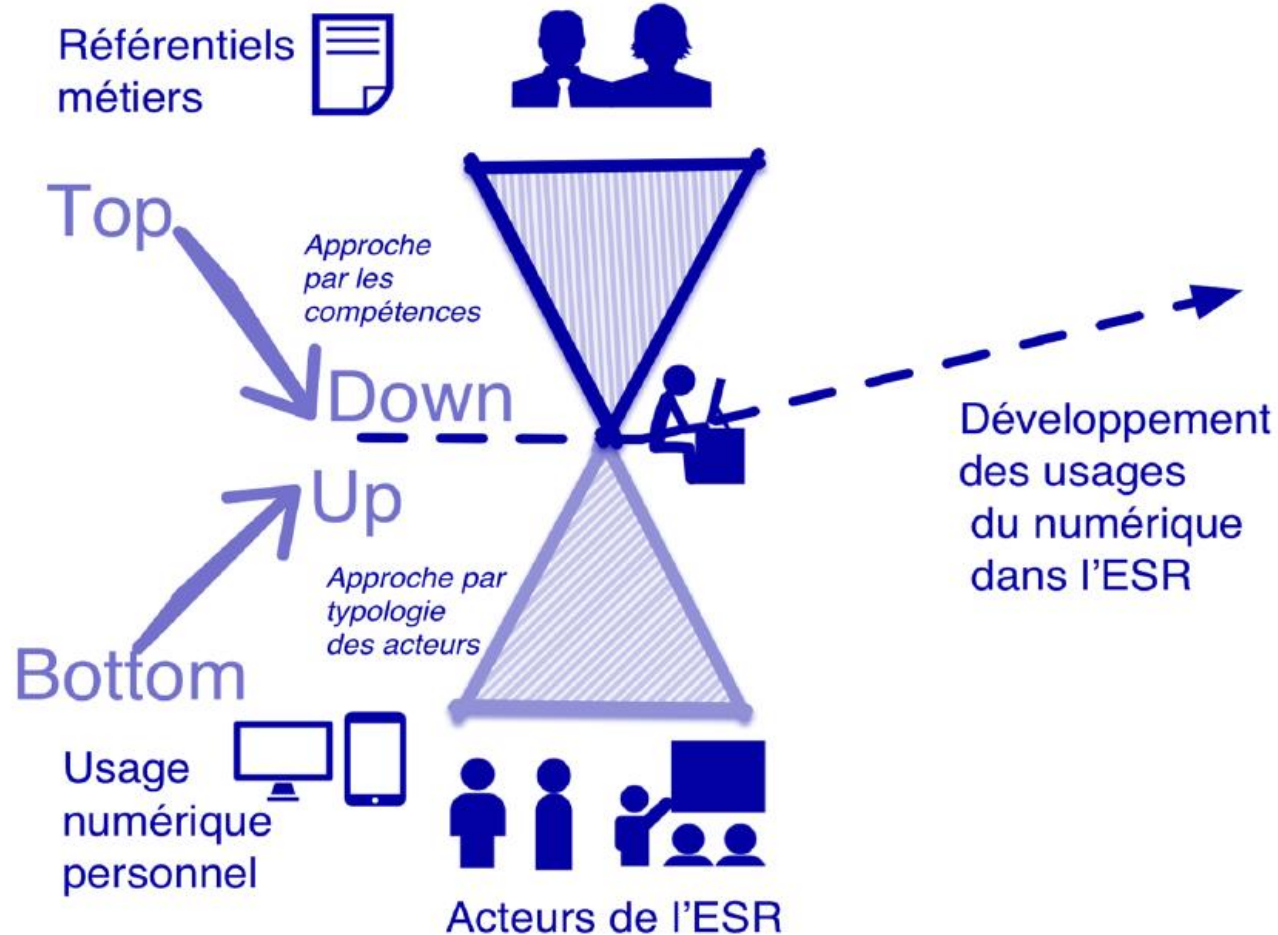 Référentiels
métiers
Top
Approche
par les
compétences
Down
Développement
des usages
du numérique
dans l'ESR
Up
Approche par
typologie
des acteurs
Bottom
Usage
numérique
personnel
Acteurs de l'ESR